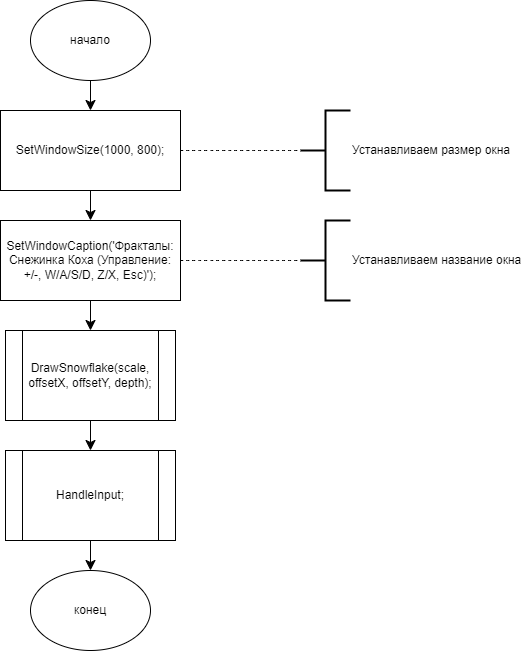 начало
SetWindowSize(1000, 800);
Устанавливаем размер окна
SetWindowCaption('Фракталы:
Снежинка Коха (Управление:
+/-, W/A/S/D, Z/X, Esc)');
Устанавливаем название окна
DrawSnowflake(scale,
offsetX, offsetY, depth);
HandleInput;
конец